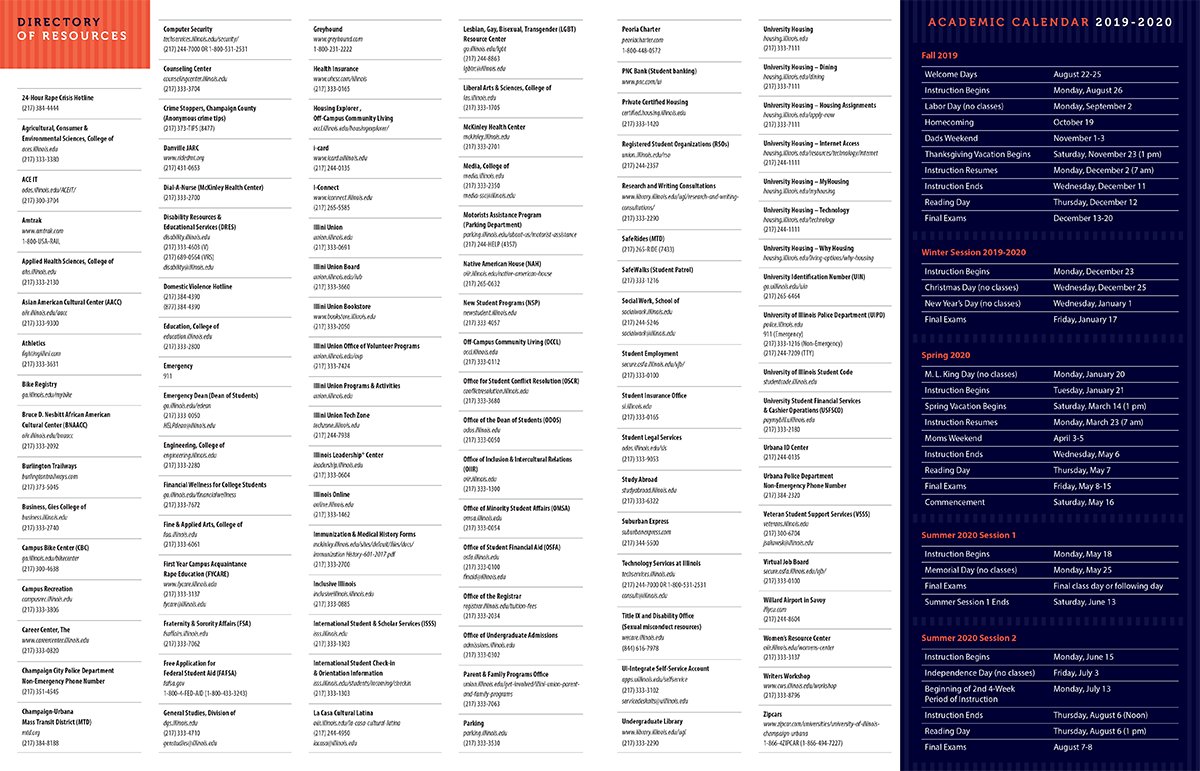 DIRECTORY
OF RESOURCES
24-Hour Rape Crisis Hotline
(217) 384-4444
Agricultural, Consumer &
Environmental Sciences, College of
aces.illinois.edu
(217) 333-3380
ACE IT
odos.illinois.edu/ACEIT/
(217) 300-3704
Amtrak
www.amtrak.com
1-800-USA-RAIL
Applied Health Sciences, College of
ahs.illinois.edu
(217) 333-2130
Asian American Cultural Center (AACC)
oiir.illinois.edu/aacc
(217) 333-9300
Athletics
fightingillini.com
(217) 333-3631
Bike Registry
go.illinois.edu/mybike
Bruce D. Nesbitt African American
Cultural Center (BNAACC)
oiir.illinois.edu/bnaacc
(217) 333-2092
Burlington Trailways
burlingtontrailways.com
(217) 373-5045
Business, Gies College of
business.illinois.edu
(217) 333-2740
Campus Bike Center (CBC)
go.illinois.edu/bikecenter
(217) 300-4638
Campus Recreation
campusrec.illinois.edu
(217) 333-3806
Career Center, The
www.careercenter.illinois.edu
(217) 333-0820
Champaign City Police Department
Non-Emergency Phone Number
(217) 351-4545
Champaign-Urbana
Mass Transit District (MTD)
mtd.org
(217) 384-8188
Computer Security
techservices.illinois.edu/security/
(217) 244-7000 OR 1-800-531-2531
Counseling Center
counselingcenter.illinois.edu
(217) 333-3704
Crime Stoppers, Champaign County
(Anonymous crime tips)
(217) 373-TIPS (8477)
Danville JARC
www.ridedmt.org
(217) 431-0653
Dial-A-Nurse (McKinley Health Center)
(217) 333-2700
Disability Resources &
Educational Services (DRES)
disability.illinois.edu
(217) 333-4603 (V)
(217) 689-0564 (VRS)
disability@illinois.edu
Domestic Violence Hotline
(217) 384-4390
(877) 384-4390
Education, College of
education.illinois.edu
(217) 333-2800
Emergency
911
Emergency Dean (Dean of Students)
go.illinois.edu/edean
(217) 333 0050
HELPdean@illinois.edu
Engineering, College of
engineering.illinois.edu
(217) 333-2280
Financial Wellness for College Students
go.illinois.edu/financialwellness
(217) 333-7672
Fine & Applied Arts, College of
faa.illinois.edu
(217) 333-6061
First Year Campus Acquaintance
Rape Education (FYCARE)
www.fycare.illinois.edu
(217) 333-3137
fycare@illinois.edu
Fraternity & Sorority Affairs (FSA)
fsaffairs.illinois.edu
(217) 333-7062
Free Application for
Federal Student Aid (FAFSA)
fafsa.gov
1-800-4-FED-AID (1-800-433-3243)
General Studies, Division of
dgs.illinois.edu
(217) 333-4710
genstudies@illinois.edu
Greyhound
www.greyhound.com
1-800-231-2222
Health Insurance
www.uhcsr.com/illinois
(217) 333-0165
Housing Explorer ,
Off-Campus Community Living
occl.illinois.edu/housingexplorer/
i-card
www.icard.uillinois.edu
(217) 244-0135
I-Connect
www.iconnect.illinois.edu
(217) 265-5585
Illini Union
union.illinois.edu
(217) 333-0691
Illini Union Board
union.illinois.edu/iub
(217) 333-3660
Illini Union Bookstore
www.bookstore.illinois.edu
(217) 333-2050
Illini Union Office of Volunteer Programs
union.illinois.edu/ovp
(217) 333-7424
Illini Union Programs & Activities
union.illinois.edu
Illini Union Tech Zone
techzone.illinois.edu
(217) 244-7938
Illinois Leadership® Center
leadership.illinois.edu
(217) 333-0604
Illinois Online
online.illinois.edu
(217) 333-1462
Immunization & Medical History Forms
mckinley.illinois.edu/sites/default/files/docs/
immunization History-601-2017.pdf
(217) 333-2700
Inclusive Illinois
inclusiveillinois.illinois.edu
(217) 333-0885
International Student & Scholar Services (ISSS)
isss.illinois.edu
(217) 333-1303
International Student Check-in
& Orientation Information
isss.illinois.edu/students/incoming/checkin
(217) 333-1303
La Casa Cultural Latina
oiir.illinois.edu/la-casa-cultural-latina
(217) 244-4950
lacasa@illinois.edu
Lesbian, Gay, Bisexual, Transgender (LGBT)
Resource Center
go.illinois.edu/lgbt
(217) 244-8863
lgbtrc@illinois.edu
Liberal Arts & Sciences, College of
las.illinois.edu
(217) 333-1705
McKinley Health Center
mckinley.illinois.edu
(217) 333-2701
Media, College of
media.illinois.edu
(217) 333-2350
media-ssc@illinois.edu
Motorists Assistance Program
(Parking Department)
parking.illinois.edu/about-us/motorist-assistance
(217) 244-HELP (4357)
Native American House (NAH)
oiir.illinois.edu/native-american-house
(217) 265-0632
New Student Programs (NSP)
newstudent.illinois.edu
(217) 333-4057
Off-Campus Community Living (OCCL)
occl.illinois.edu
(217) 333-0112
Office for Student Conflict Resolution (OSCR)
conflictresolution.illinois.edu
(217) 333-3680
Office of the Dean of Students (ODOS)
odos.illinois.edu
(217) 333-0050
Office of Inclusion & Intercultural Relations
(OIIR)
oiir.illinois.edu
(217) 333-1300
Office of Minority Student Affairs (OMSA)
omsa.illinois.edu
(217) 333-0054
Office of Student Financial Aid (OSFA)
osfa.illinois.edu
(217) 333-0100
finaid@illinois.edu
Office of the Registrar
registrar.illinois.edu/tuition-fees
(217) 333-2034
Office of Undergraduate Admissions
admissions.illinois.edu
(217) 333-0302
Parent & Family Programs Office
union.illinois.edu/get-involved/illini-union-parent-
and-family-programs
(217) 333-7063
Parking
parking.illinois.edu
(217) 333-3530
Peoria Charter
peoriacharter.com
1-800-448-0572
PNC Bank (Student banking)
www.pnc.com/ui
Private Certified Housing
certified.housing.illinois.edu
(217) 333-1420
Registered Student Organizations (RSOs)
union.illinois.edu/rso
(217) 244-2357
Research and Writing Consultations
www.library.illinois.edu/ugl/research-and-writing-
consultations/
(217) 333-2290
SafeRides (MTD)
(217) 265-RIDE (7433)
SafeWalks (Student Patrol)
(217) 333-1216
Social Work, School of
socialwork.illinois.edu
(217) 244-5246
socialwork@illinois.edu
Student Employment
secure.osfa.illinois.edu/vjb/
(217) 333-0100
Student Insurance Office
si.illinois.edu
(217) 333-0165
Student Legal Services
odos.illinois.edu/sls
(217) 333-9053
Study Abroad
studyabroad.illinois.edu
(217) 333-6322
Suburban Express
suburbanexpress.com
(217) 344-5500
Technology Services at Illinois
techservices.illinois.edu
(217) 244-7000 OR 1-800-531-2531
consult@illinois.edu
Title IX and Disability Office
(Sexual misconduct resources)
wecare.illinois.edu
(844) 616-7978
UI-Integrate Self-Service Account
apps.uillinois.edu/selfservice
(217) 333-3102
servicedeskaits@uillinois.edu
Undergraduate Library
www.library.illinois.edu/ugl
(217) 333-2290
University Housing
housing.illinois.edu
(217) 333-7111
University Housing – Dining
housing.illinois.edu/dining
(217) 333-7111
University Housing – Housing Assignments
housing.illinois.edu/apply-now
(217) 333-7111
University Housing – Internet Access
housing.illinois.edu/resources/technology/internet
(217) 244-1111
University Housing – MyHousing
housing.illinois.edu/myhousing
University Housing – Technology
housing.illinois.edu/technology
(217) 244-1111
University Housing – Why Housing
housing.illinois.edu/living-options/why-housing
University Identification Number (UIN)
go.uillinois.edu/uin
(217) 265-6464
University of Illinois Police Department (UIPD)
police.illinois.edu
911 (Emergency)
(217) 333-1216 (Non-Emergency)
(217) 244-7209 (TTY)
University of Illinois Student Code
studentcode.illinois.edu
University Student Financial Services
& Cashier Operations (USFSCO)
paymybill.uillinois.edu
(217) 333-2180
Urbana ID Center
(217) 244-0135
Urbana Police Department
Non-Emergency Phone Number
(217) 384-2320
Veteran Student Support Services (VSSS)
veterans.illinois.edu
(217) 300-6704
Virtual Job Board
secure.osfa.illinois.edu/vjb/
(217) 333-0100
Willard Airport in Savoy
iflycu.com
(217) 244-8604
Women's Resource Center
oiir.illinois.edu/womens-center
(217) 333-3137
Writers Workshop
www.cws.illinois.edu/workshop
(217) 333-8796
Zipcars
www.zipcar.com/universities/university-of-illinois-
champaign-urbana
1-866-4ZIPCAR (1-866-494-7227)
ACADEMIC CALENDAR 2019-2020
Fall 2019
Welcome Days August 22-25
Instruction Begins Monday, August 26
Labor Day (no classes) Monday, September 2
Homecoming October 19
Dads Weekend November 1-3
Thanksgiving Vacation Begins Saturday, November 23 (1 pm)
Instruction Resumes Monday, December 2 (7 am)
Instruction Ends Wednesday, December 11
Reading Day Thursday, December 12
Final Exams December 13-20
Winter Session 2019-2020
Instruction Begins Monday, December 23
Christmas Day (no classes) Wednesday, December 25
New Year's Day (no classes) Wednesday, January 1
Final Exams Friday, January 17
Spring 2020
M. L. King Day (no classes) Monday, January 20
Instruction Begins Tuesday, January 21
Spring Vacation Begins Saturday, March 14 (1 pm)
Instruction Resumes Monday, March 23 (7 am)
Moms Weekend April 3-5
Instruction Ends Wednesday, May 6
Reading Day Thursday, May 7
Final Exams Friday, May 8-15
Commencement Saturday, May 16
Summer 2020 Session 1
Instruction Begins Monday, May 18
Memorial Day (no classes) Monday, May 25
Final Exams Final class day or following day
Summer Session 1 Ends Saturday, June 13
Summer 2020 Session 2
Instruction Begins Monday, June 15
Independence Day (no classes) Friday, July 3
Beginning of 2nd 4-Week Monday, July 13
Period of Instruction
Instruction Ends Thursday, August 6 (Noon)
Reading Day Thursday, August 6 (1 pm)
Final Exams August 7-8